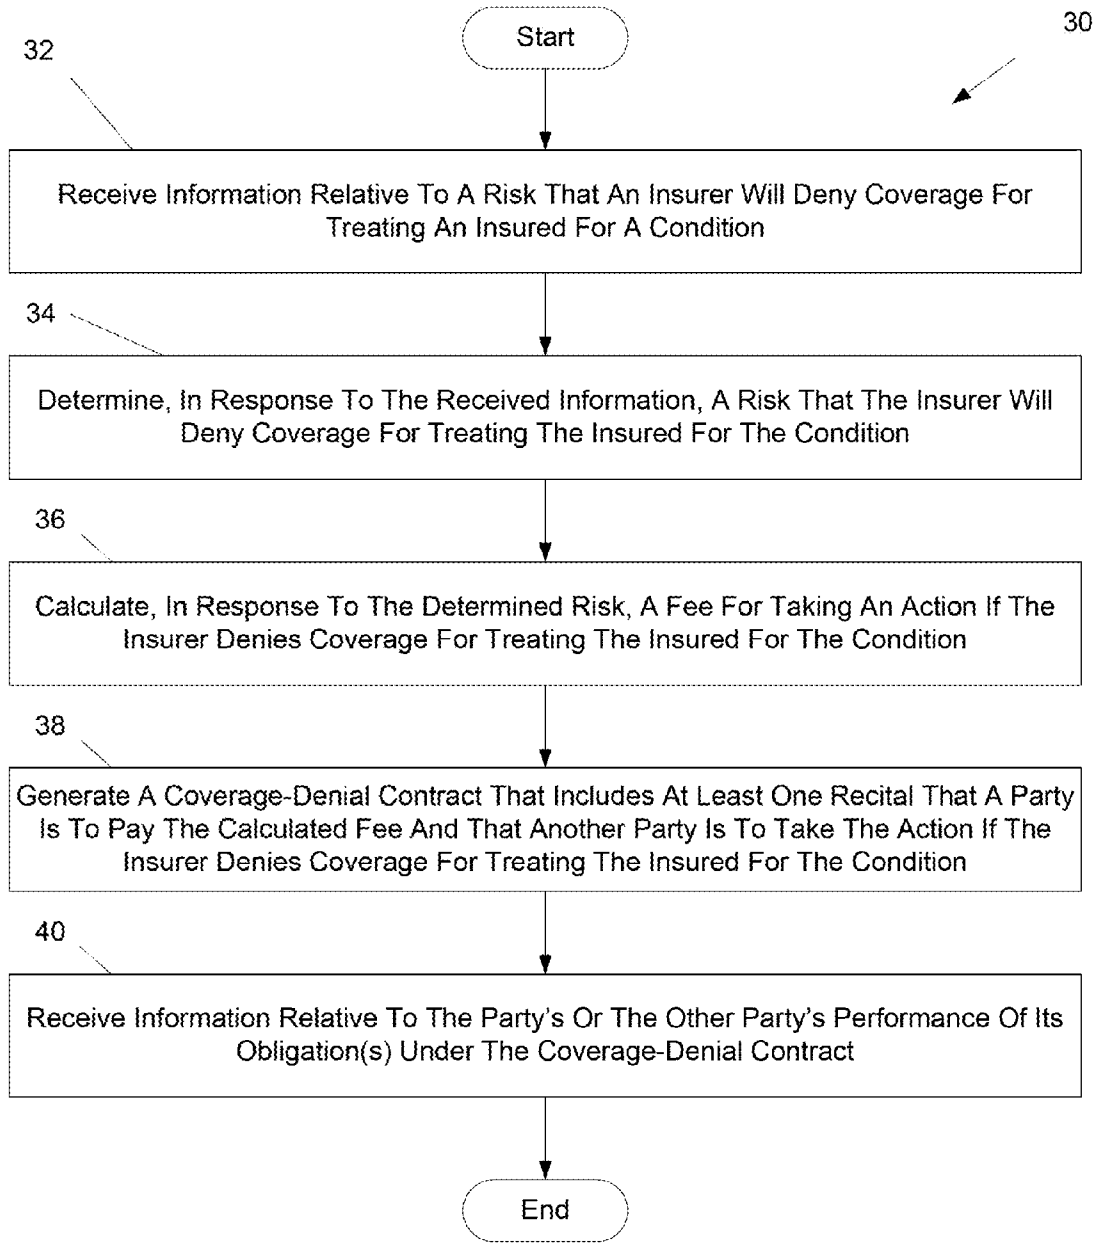 Start
30
32
Receive Information Relative To A Risk That An Insurer Will Deny Coverage For
Treating An Insured For A Condition
34
Determine, In Response To The Received Information, A Risk That The Insurer Will
Deny Coverage For Treating The Insured For The Condition
36
Calculate, In Response To The Determined Risk, A Fee For Taking An Action If The
Insurer Denies Coverage For Treating The Insured For The Condition
38
Generate A Coverage-Denial Contract That Includes At Least One Recital That A Party
Is To Pay The Calculated Fee And That Another Party Is To Take The Action If The
Insurer Denies Coverage For Treating The Insured For The Condition
40
Receive Information Relative To The Party's Or The Other Party's Performance Of Its
Obligation(s) Under The Coverage-Denial Contract
End